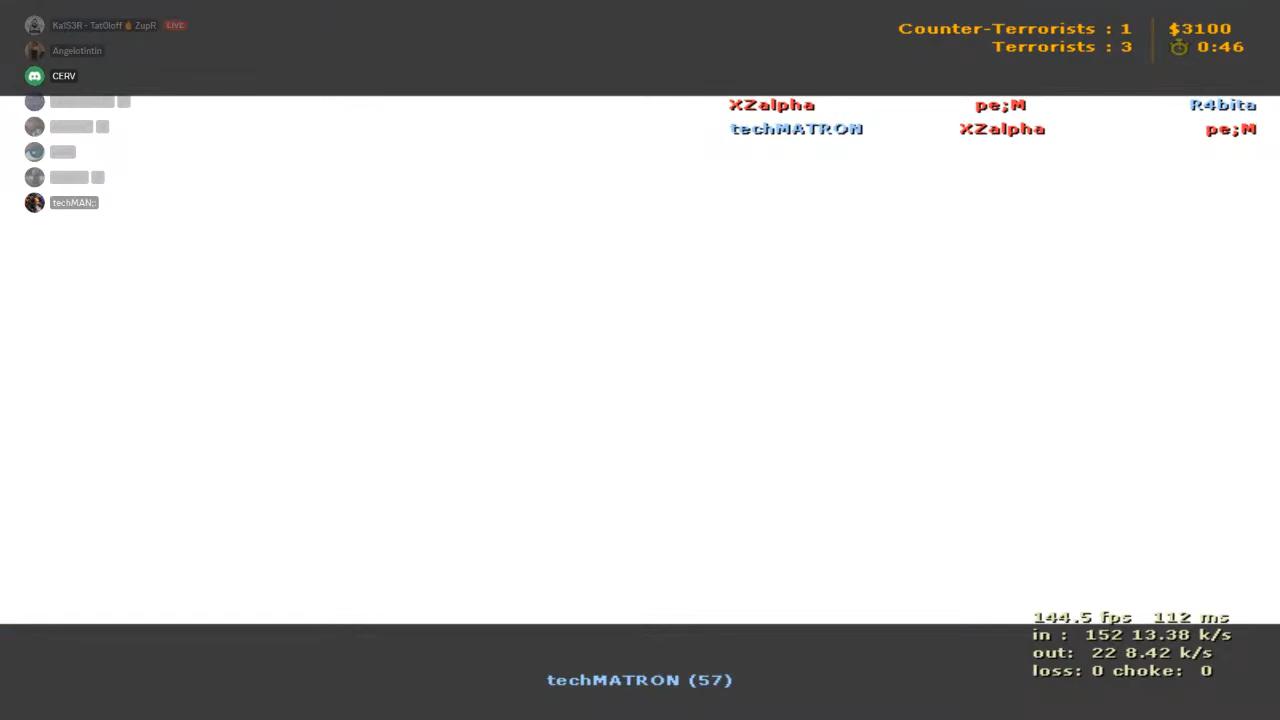 Ka1S3R - Tat0loff ZupR LIVE
Angelotintin
CERV
techMAN;:
Counter-Terrorists : 1
Terrorists : 3
$3100
0:46
XZalpha pe;M R4bita
techMATRON XZalpha pe;M
144.5 fps 112 ms
in : 152 13.38 k/s
out: 22 8.42 k/s
loss: 0 choke: 0
techMATRON (57)